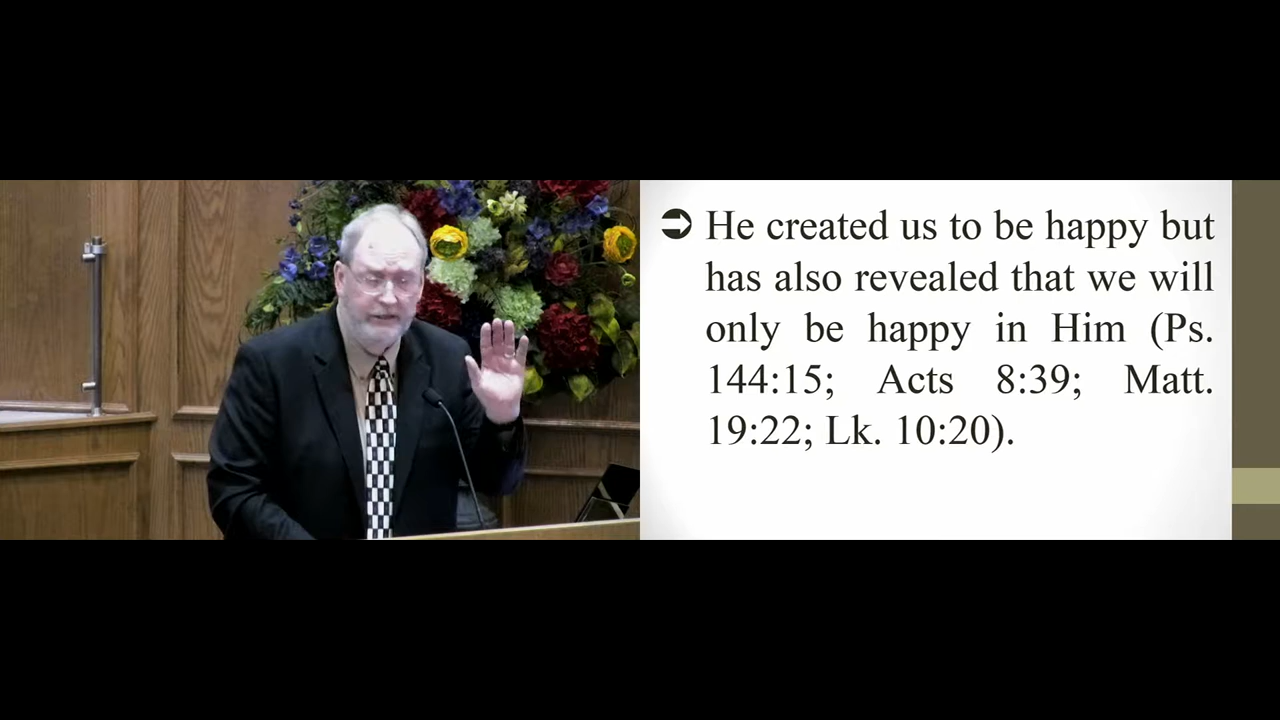 He created us to be happy but
has also revealed that we will
only be happy in Him (Ps.
144:15; Acts 8:39; Matt.
19:22; Lk. 10:20).